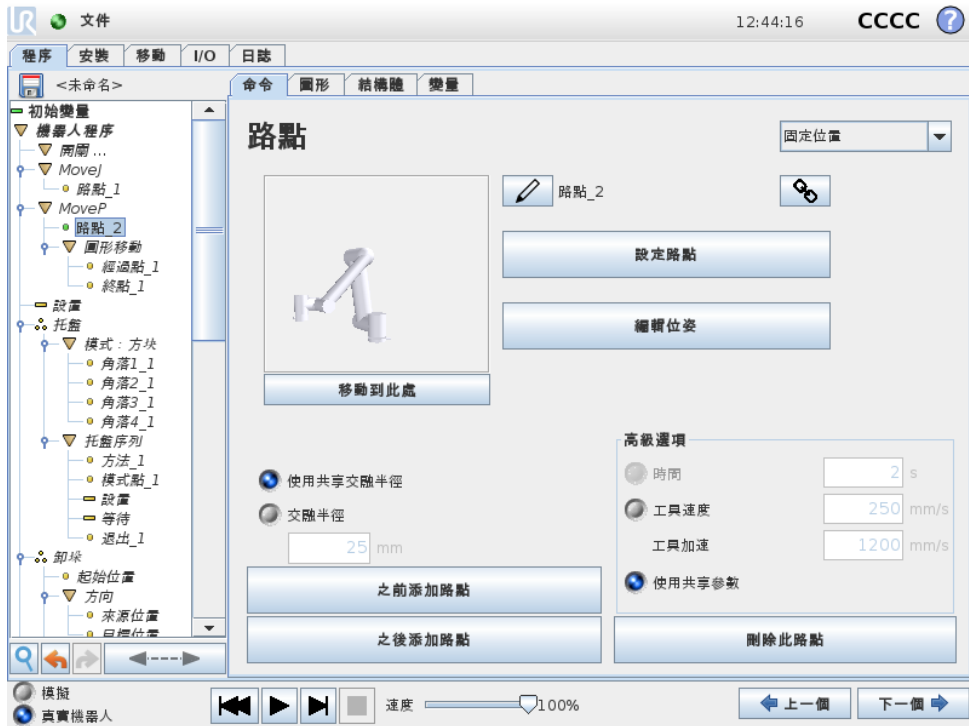 UR 文件 12:44:16 CCCC ?
程序 安裝 移動 I/O 日誌
<未命名>
命令 圖形 結構體 變量
初始變量
機器人程序
開關 ...
MoveJ
路點_1
MoveP
路點_2
圓形移動
經過點_1
終點_1
設置
托盤
模式：方块
角落1_1
角落2_1
角落3_1
角落4_1
托盤序列
方法_1
模式點_1
設置
等待
退出_1
卸垛
起始位置
方向
來源位置
目標位置
路點
固定位置
路點_2
設定路點
編輯位姿
移動到此處
使用共享交融半徑
交融半徑
25 mm
高級選項
時間 2 s
工具速度 250 mm/s
工具加速 1200 mm/s
使用共享參數
之前添加路點
之後添加路點
刪除此路點
模擬
真實機器人
速度 100%
上一個
下一個